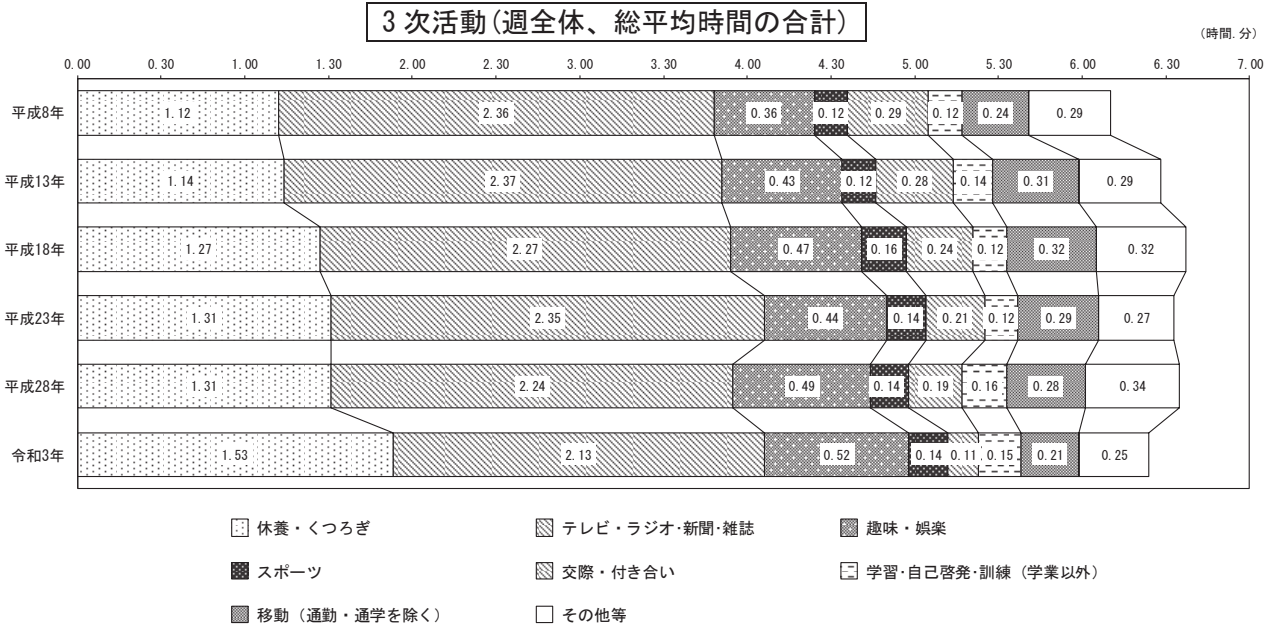 3次活動(週全体、総平均時間の合計)
(時間.分)
0.00 0.30 1.00 1.30 2.00 2.30 3.00 3.30 4.00 4.30 5.00 5.30 6.00 6.30 7.00
平成8年 1.12 2.36 0.36 0.12 0.29 0.12 0.24 0.29
平成13年 1.14 2.37 0.43 0.12 0.28 0.14 0.31 0.29
平成18年 1.27 2.27 0.47 0.16 0.24 0.12 0.32 0.32
平成23年 1.31 2.35 0.44 0.14 0.21 0.12 0.29 0.27
平成28年 1.31 2.24 0.49 0.14 0.19 0.16 0.28 0.34
令和3年 1.53 2.13 0.52 0.14 0.11 0.15 0.21 0.25
休養・くつろぎ テレビ・ラジオ・新聞・雑誌 趣味・娯楽
スポーツ 交際・付き合い 学習・自己啓発・訓練(学業以外)
移動(通勤・通学を除く) その他等